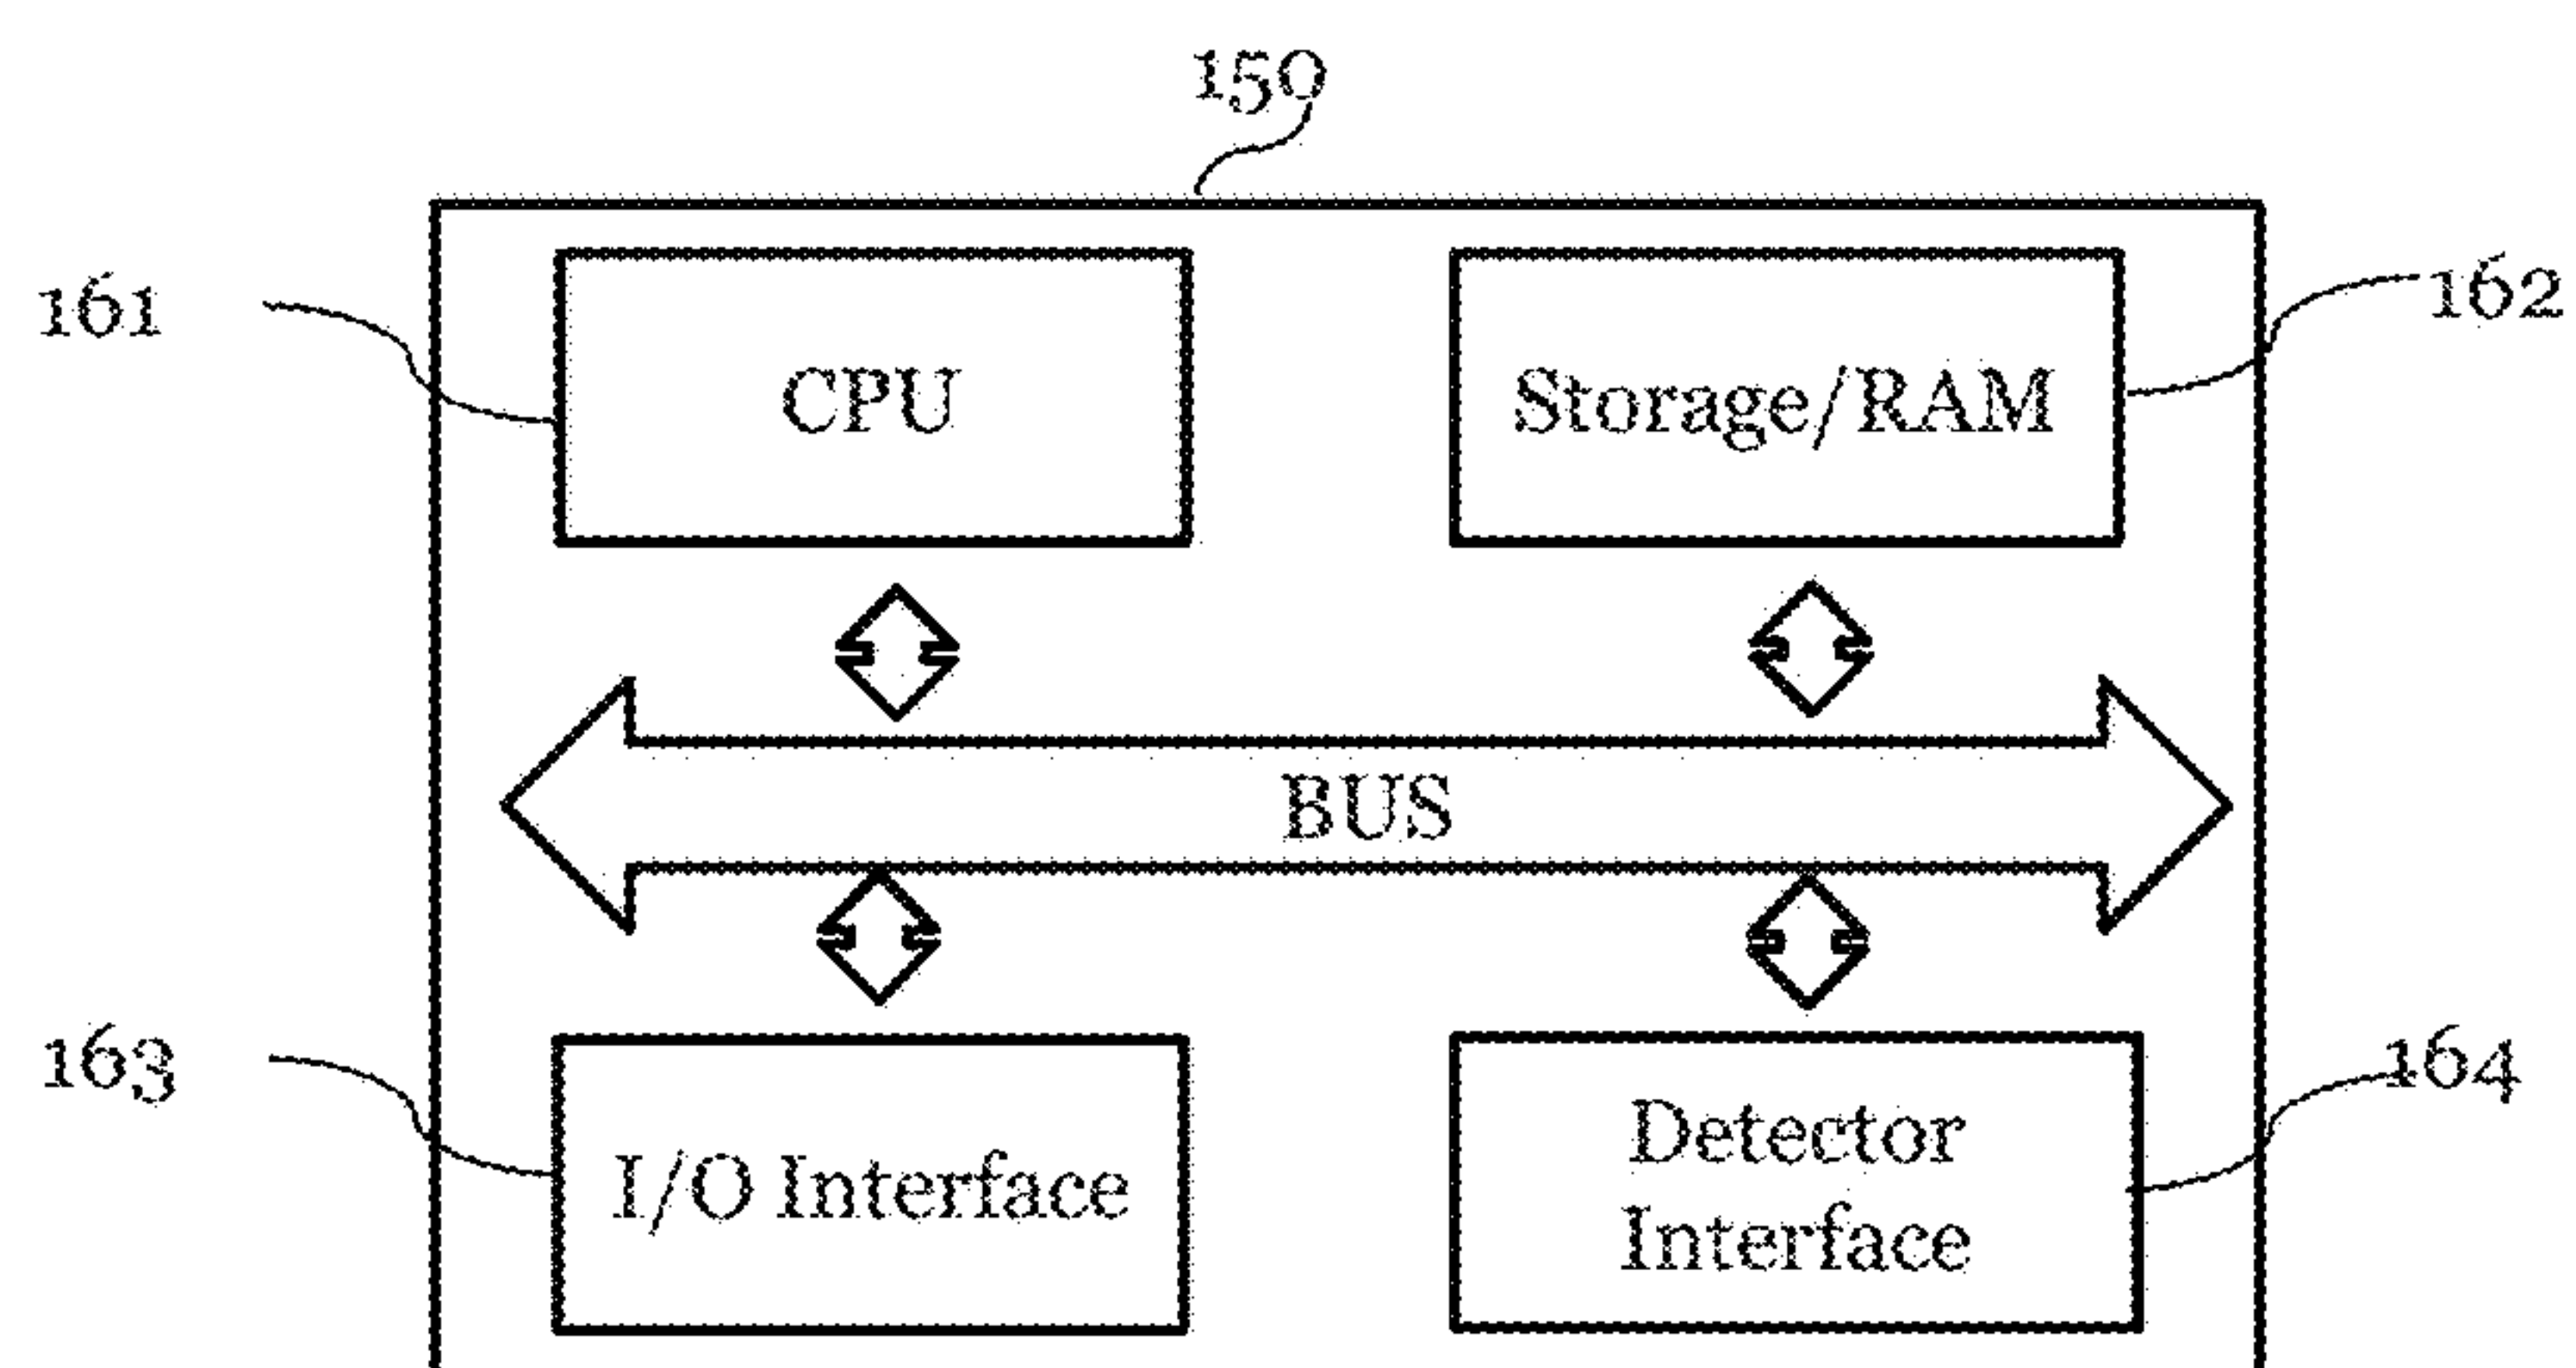 150
161
CPU
Storage/RAM
162
BUS
163
I/O Interface
Detector
Interface
164